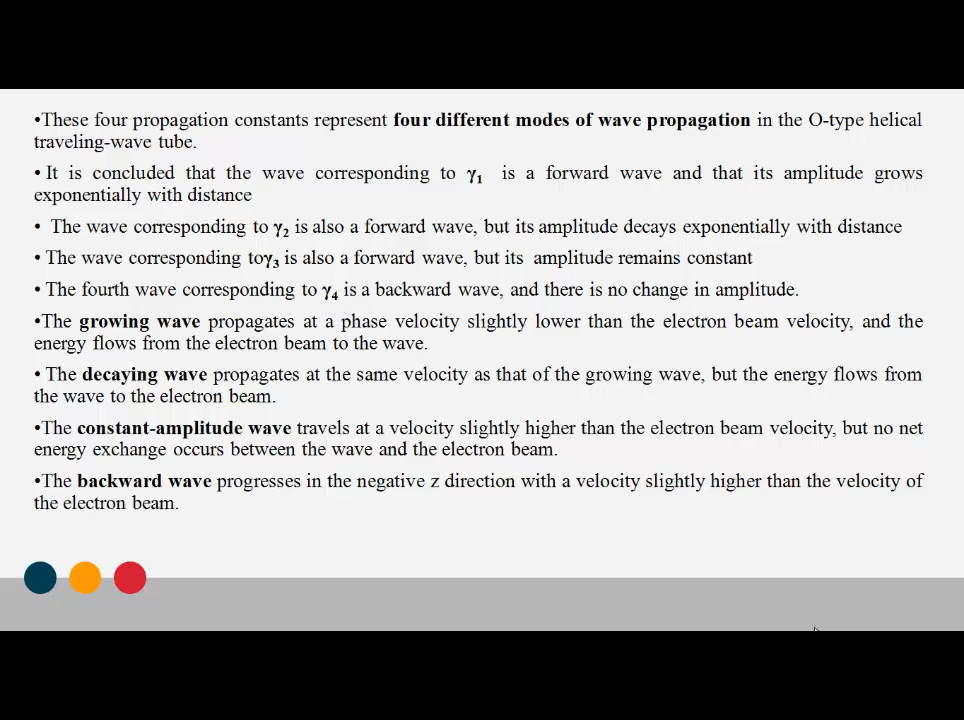 •These four propagation constants represent four different modes of wave propagation in the O-type helical
traveling-wave tube.
• It is concluded that the wave corresponding to γ1 is a forward wave and that its amplitude grows
exponentially with distance
• The wave corresponding to γ2 is also a forward wave, but its amplitude decays exponentially with distance
• The wave corresponding toγ3 is also a forward wave, but its amplitude remains constant
• The fourth wave corresponding to γ4 is a backward wave, and there is no change in amplitude.
•The growing wave propagates at a phase velocity slightly lower than the electron beam velocity, and the
energy flows from the electron beam to the wave.
• The decaying wave propagates at the same velocity as that of the growing wave, but the energy flows from
the wave to the electron beam.
•The constant-amplitude wave travels at a velocity slightly higher than the electron beam velocity, but no net
energy exchange occurs between the wave and the electron beam.
•The backward wave progresses in the negative z direction with a velocity slightly higher than the velocity of
the electron beam.